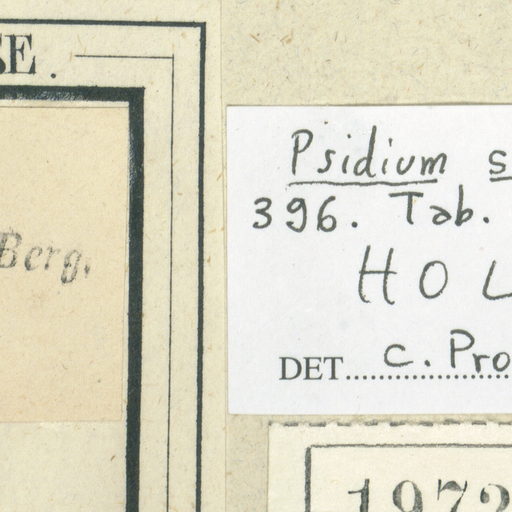 SE.
Berg.
Psidium s
396. Tab.
HOL
DET.......... C. Pro
1972